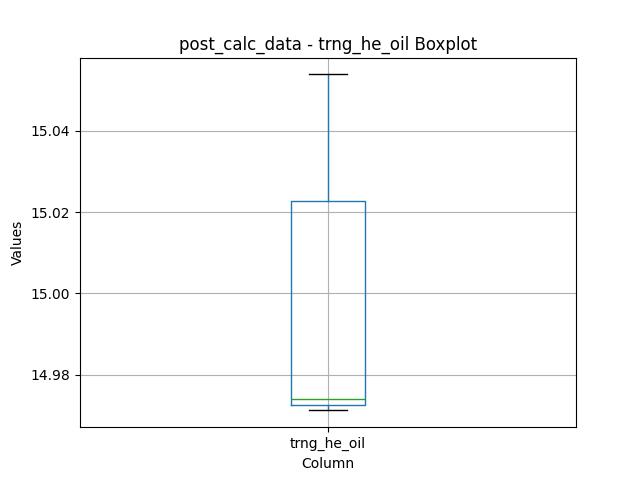 post_calc_data - trng_he_oil Boxplot
15.04
15.02
15.00
14.98
Values
trng_he_oil
Column